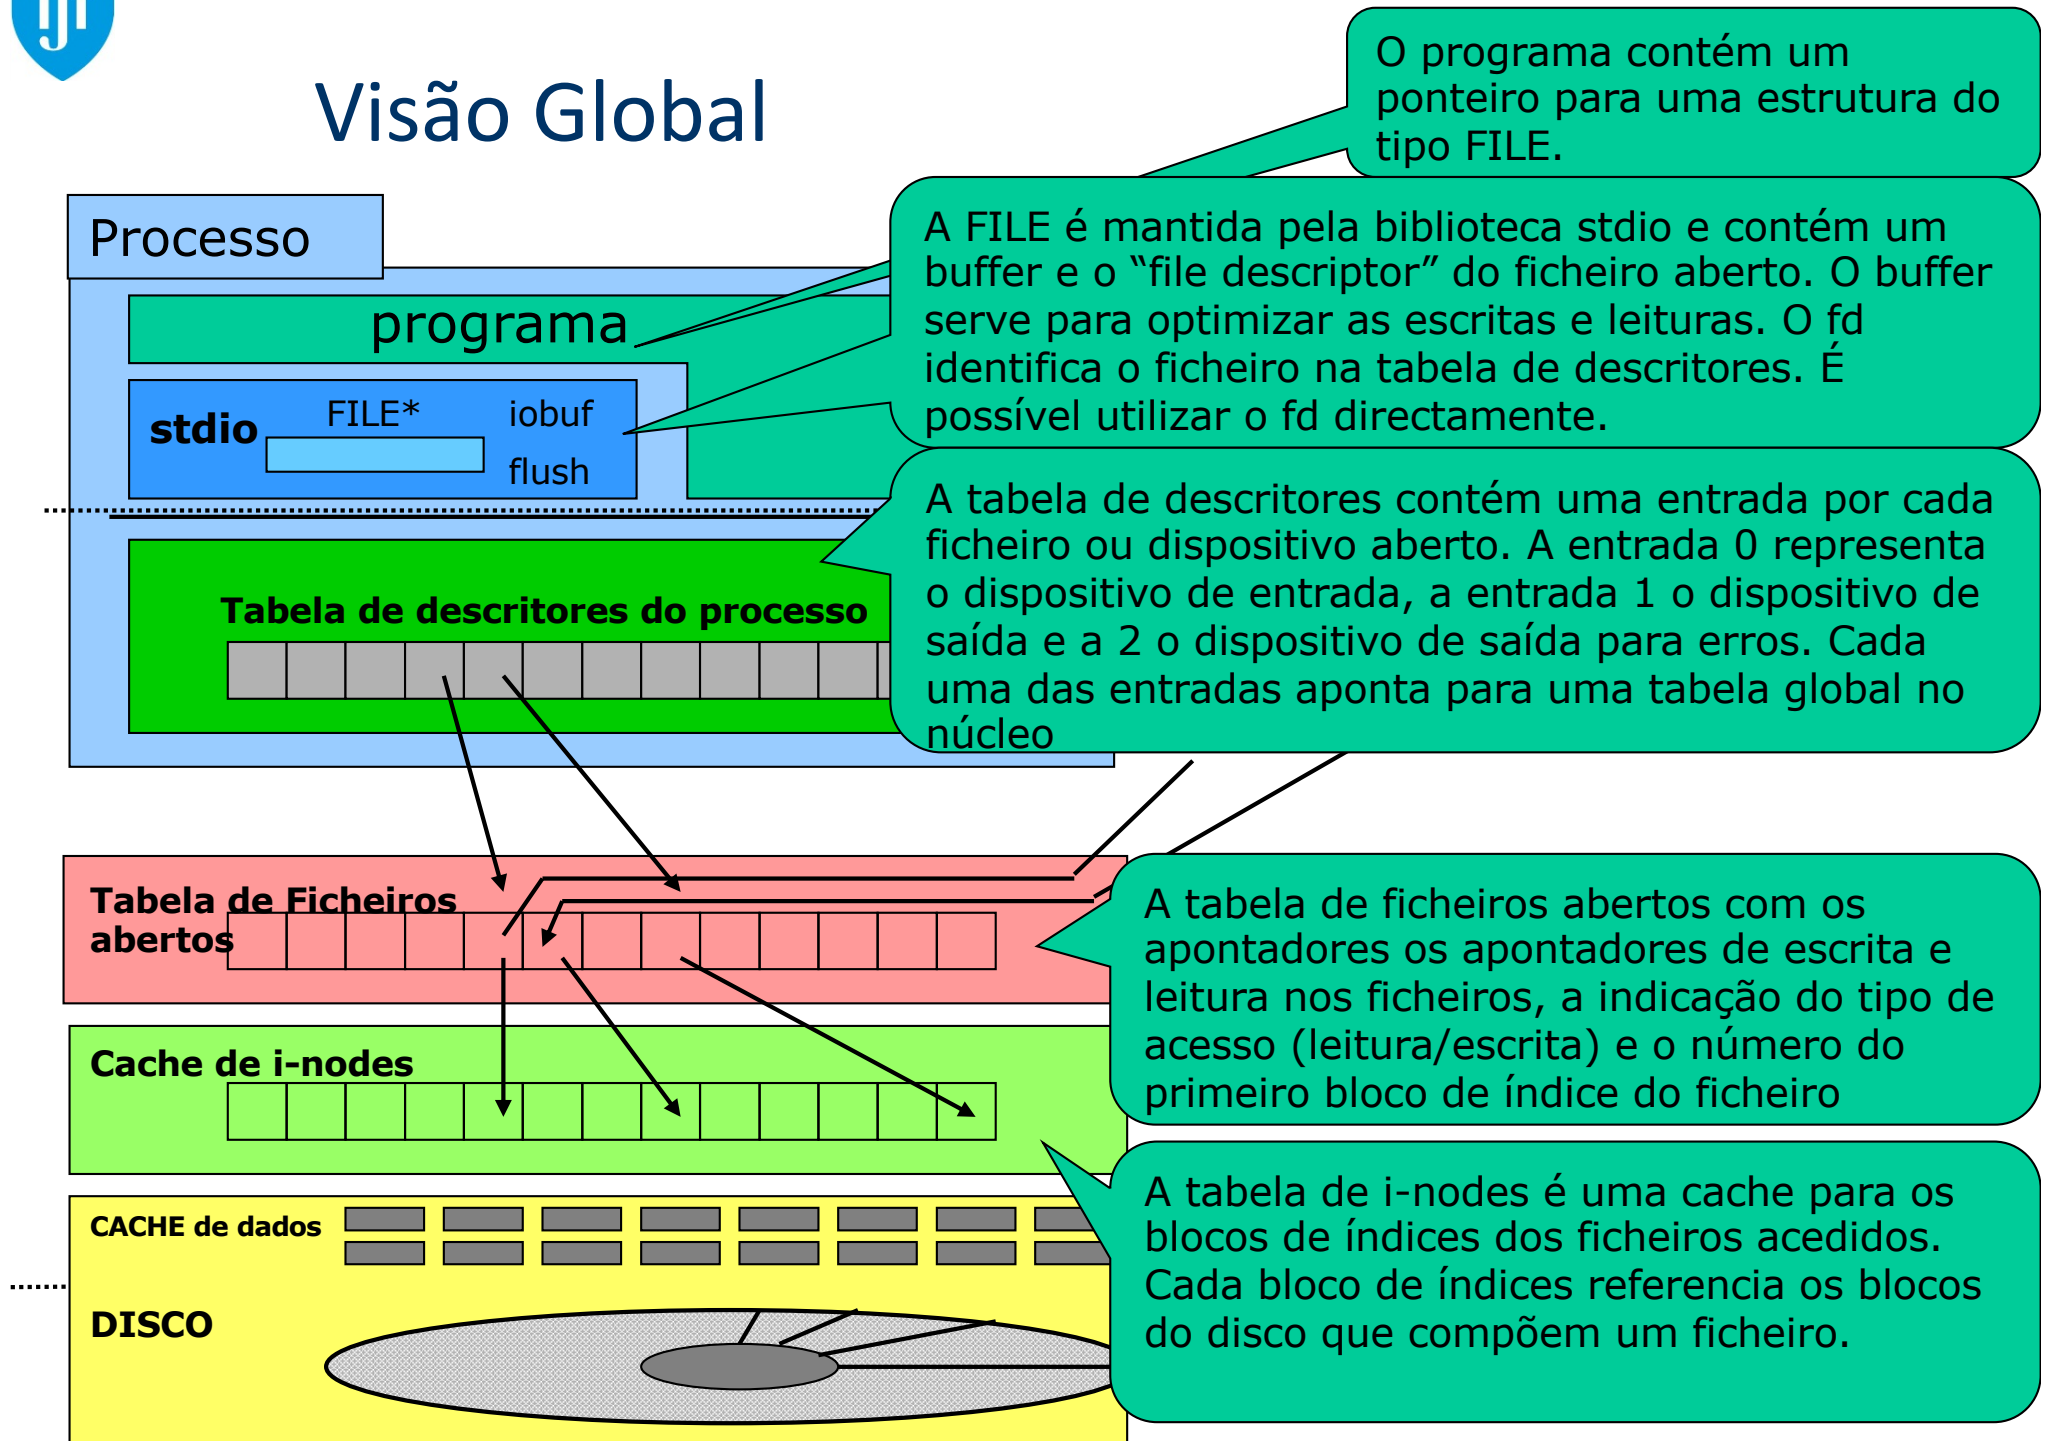 Visão Global
O programa contém um
ponteiro para uma estrutura do
tipo FILE.
Processo
A FILE é mantida pela biblioteca stdio e contém um
buffer e o “file descriptor” do ficheiro aberto. O buffer
serve para optimizar as escritas e leituras. O fd
identifica o ficheiro na tabela de descritores. É
possível utilizar o fd directamente.
programa
stdio
FILE*
iobuf
flush
A tabela de descritores contém uma entrada por cada
ficheiro ou dispositivo aberto. A entrada 0 representa
o dispositivo de entrada, a entrada 1 o dispositivo de
saída e a 2 o dispositivo de saída para erros. Cada
uma das entradas aponta para uma tabela global no
núcleo
Tabela de descritores do processo
Tabela de Ficheiros
abertos
A tabela de ficheiros abertos com os
apontadores os apontadores de escrita e
leitura nos ficheiros, a indicação do tipo de
acesso (leitura/escrita) e o número do
primeiro bloco de índice do ficheiro
Cache de i-nodes
A tabela de i-nodes é uma cache para os
blocos de índices dos ficheiros acedidos.
Cada bloco de índices referencia os blocos
do disco que compõem um ficheiro.
CACHE de dados
DISCO